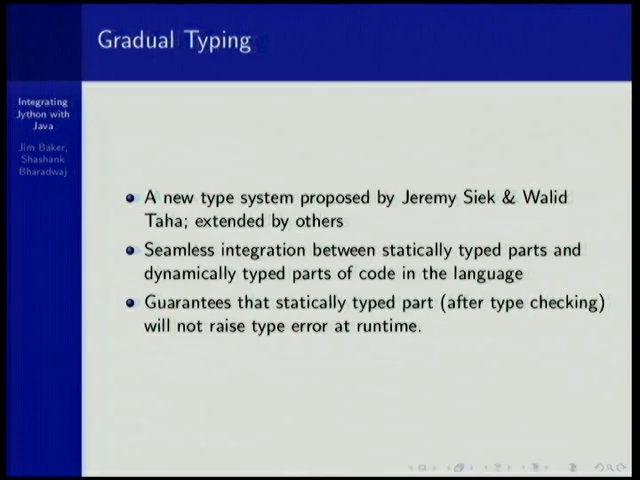 Gradual Typing
Integrating
Jython with
Java
Jim Baker,
Shashank
Bharadwaj
A new type system proposed by Jeremy Siek & Walid
Taha; extended by others
Seamless integration between statically typed parts and
dynamically typed parts of code in the language
Guarantees that statically typed part (after type checking)
will not raise type error at runtime.